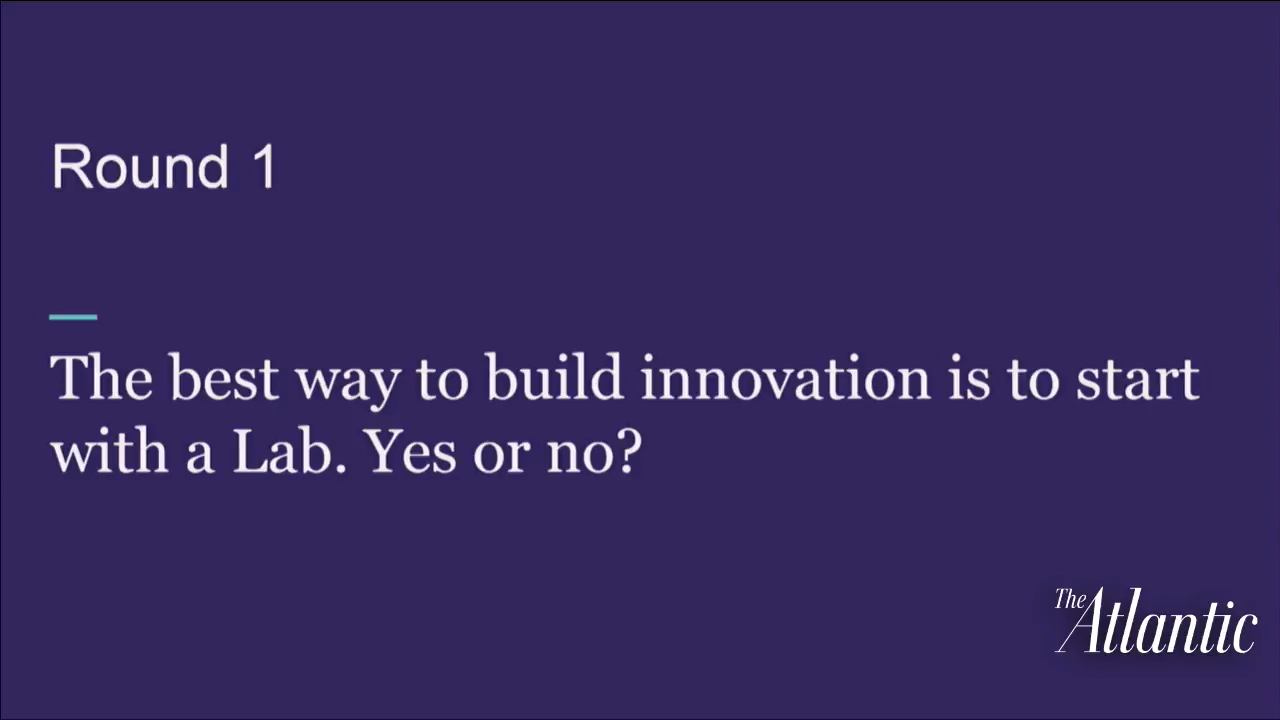 Round 1
The best way to build innovation is to start
with a Lab. Yes or no?
The Atlantic